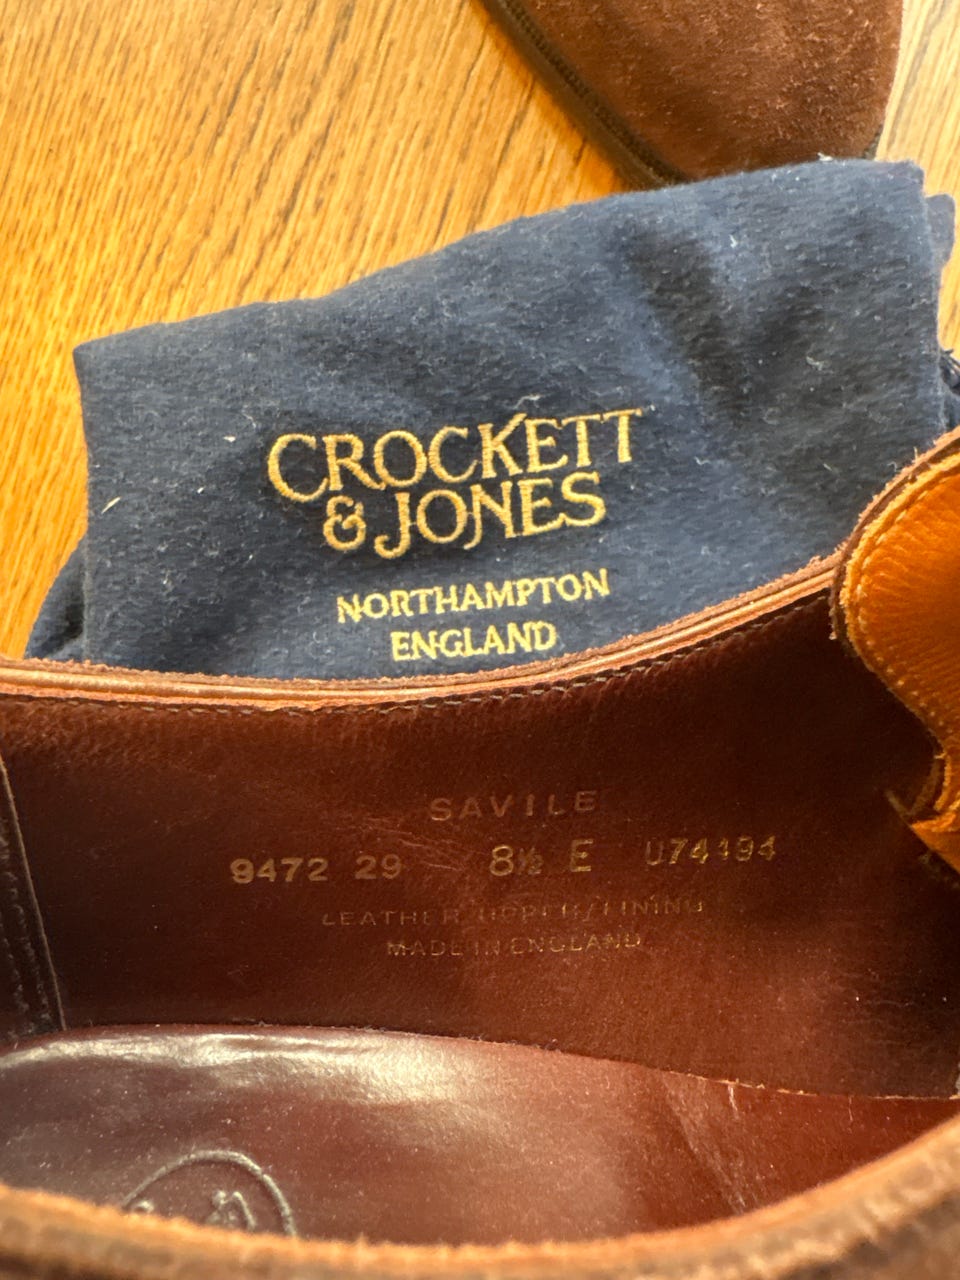 CROCKETT
& JONES
NORTHAMPTON
ENGLAND
SAVILE
9472 29 8½ E U74194
LEATHER UPPER/LINING
MADE IN ENGLAND